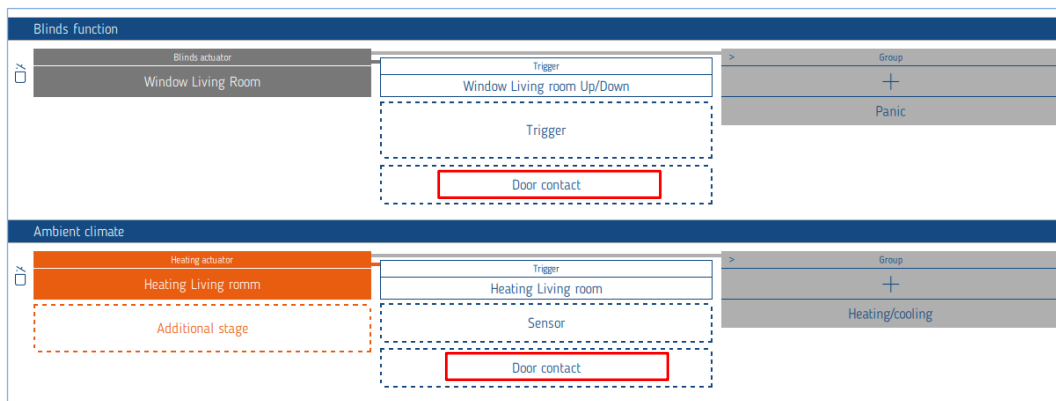 Blinds function
Blinds actuator
Window Living Room
Trigger
Window Living room Up/Down
Trigger
Door contact
> Group
+
Panic
Ambient climate
Heating actuator
Heating Living romm
Additional stage
Trigger
Heating Living room
Sensor
Door contact
> Group
+
Heating/cooling